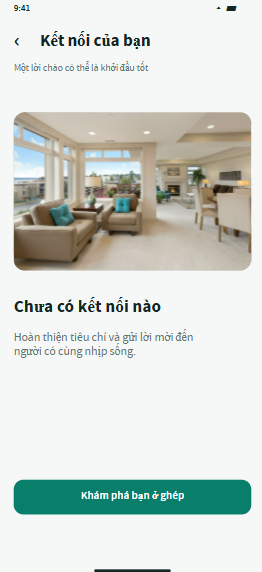 9:41
Kết nối của bạn
Một lời chào có thể là khởi đầu tốt
Chưa có kết nối nào
Hoàn thiện tiêu chí và gửi lời mời đến
người có cùng nhịp sống.
Khám phá bạn ở ghép